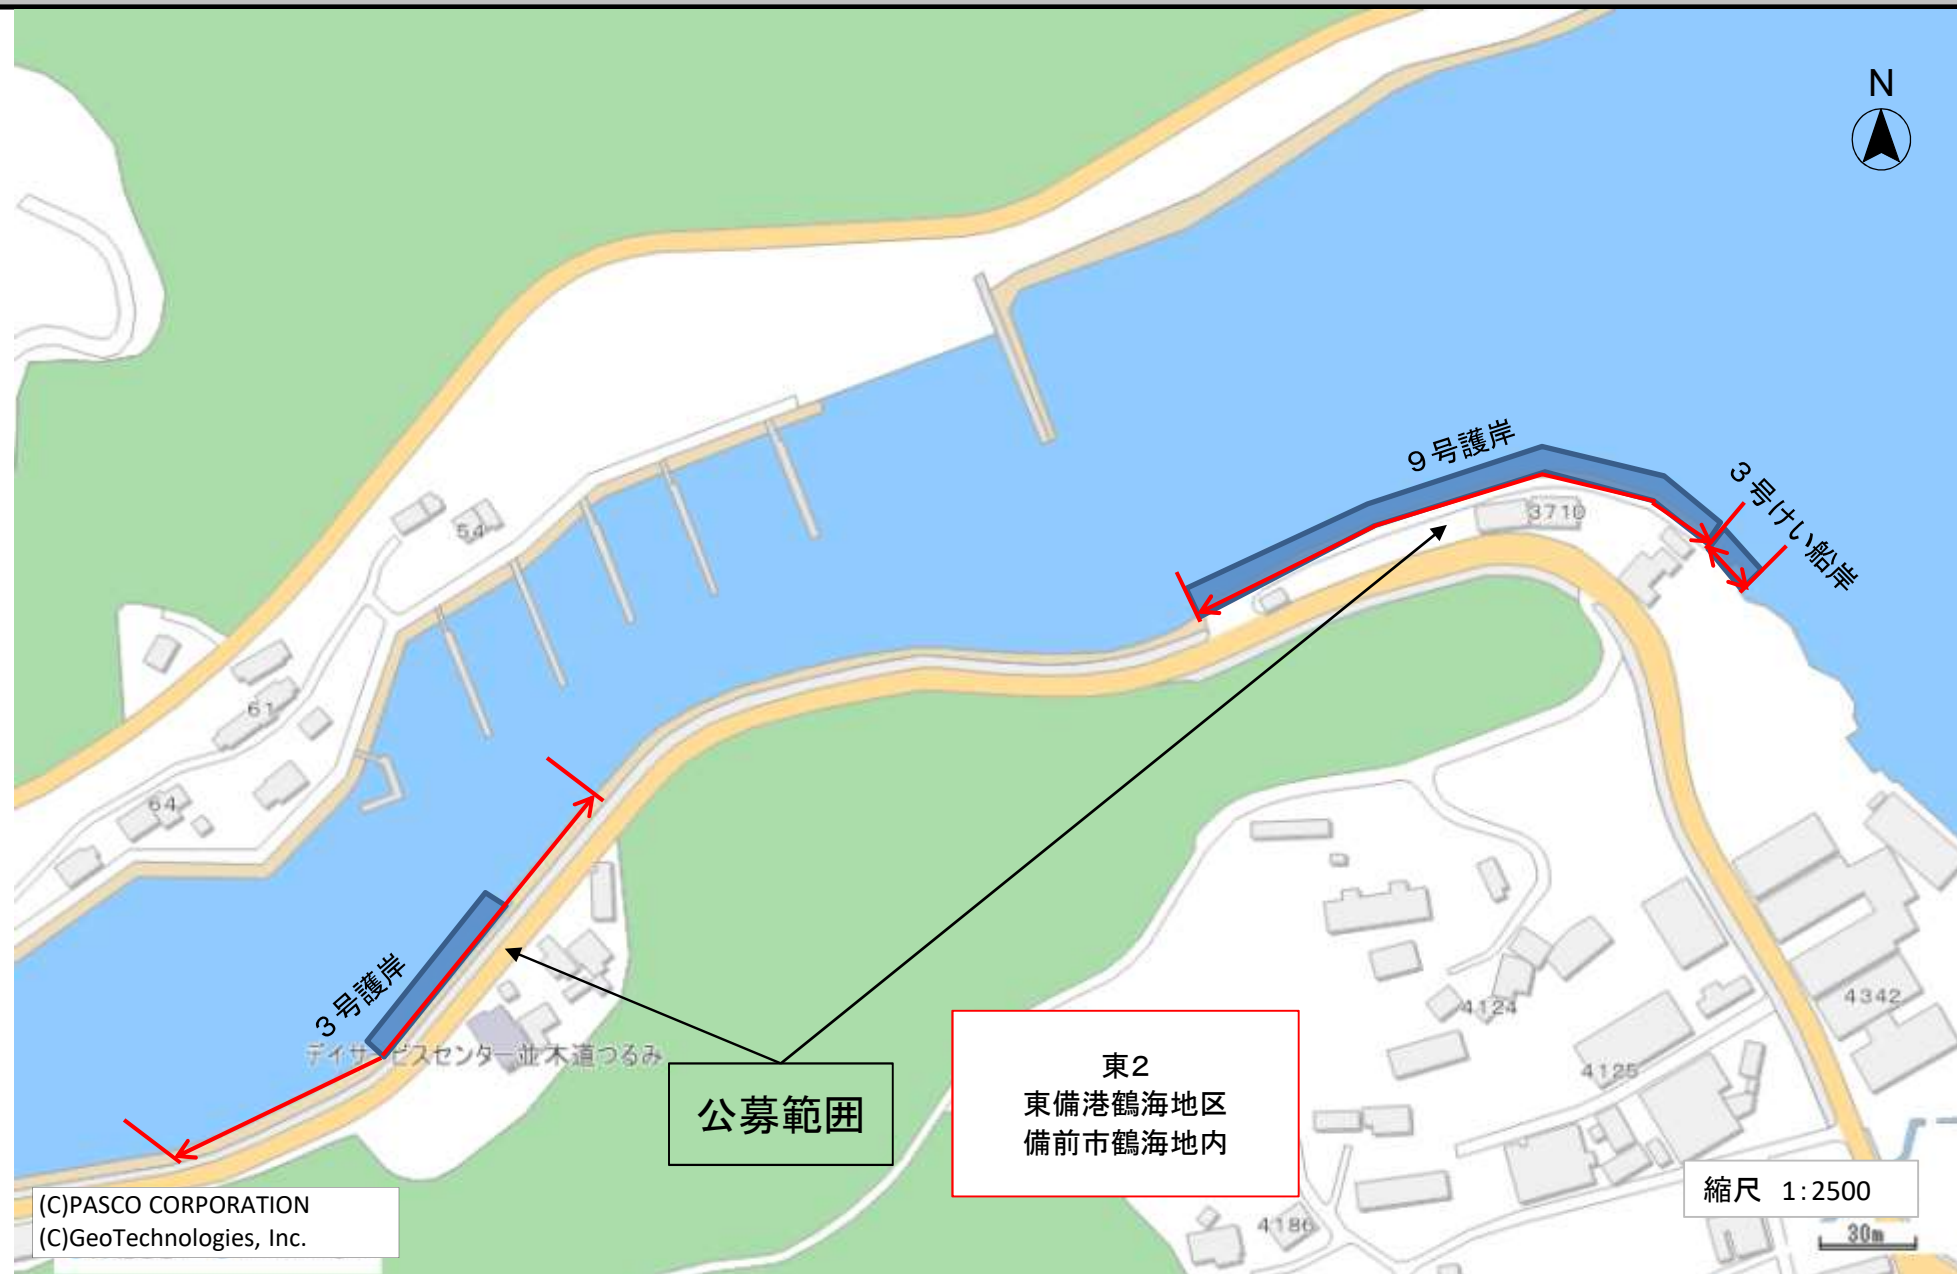 N
９号護岸
３号けい船岸
3710
54
61
64
３号護岸
デイサービスセンター並木道つるみ
公募範囲
東2
東備港鶴海地区
備前市鶴海地内
4124
4125
4342
4186
縮尺 1:2500
30m
(C)PASCO CORPORATION
(C)GeoTechnologies, Inc.